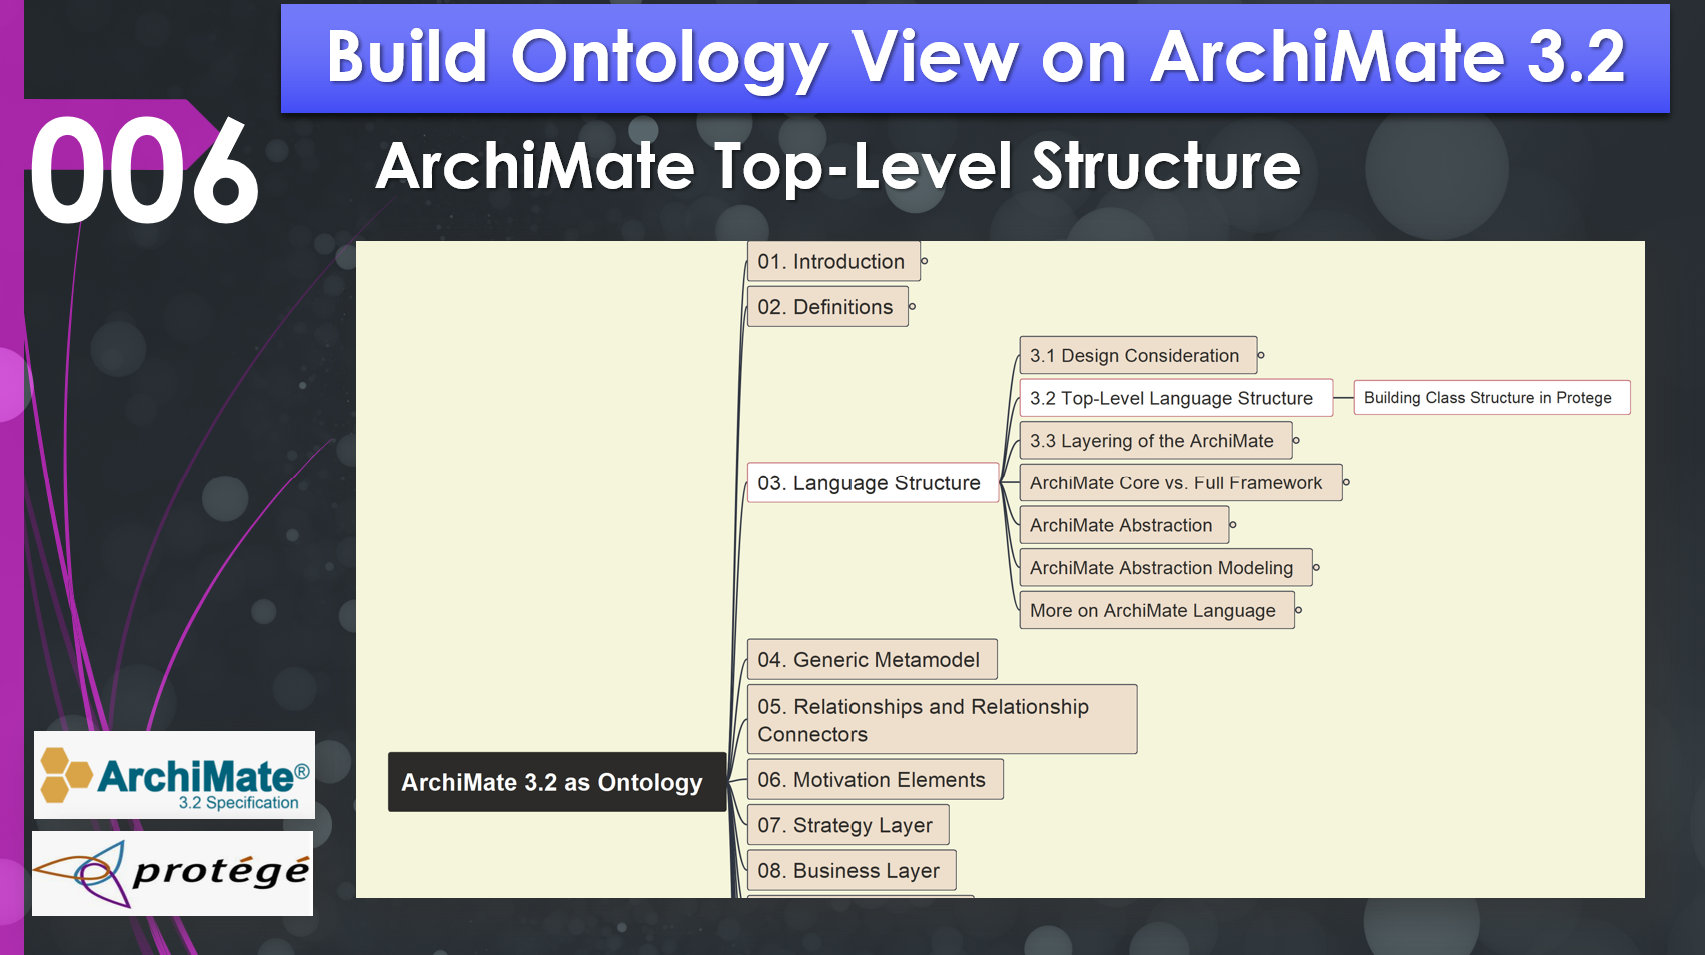 Build Ontology View on ArchiMate 3.2
006
ArchiMate Top-Level Structure
01. Introduction
02. Definitions
3.1 Design Consideration
3.2 Top-Level Language Structure
Building Class Structure in Protege
3.3 Layering of the ArchiMate
03. Language Structure
ArchiMate Core vs. Full Framework
ArchiMate Abstraction
ArchiMate Abstraction Modeling
More on ArchiMate Language
04. Generic Metamodel
05. Relationships and Relationship
Connectors
ArchiMate 3.2 as Ontology
06. Motivation Elements
07. Strategy Layer
08. Business Layer
ArchiMate®
3.2 Specification
protégé